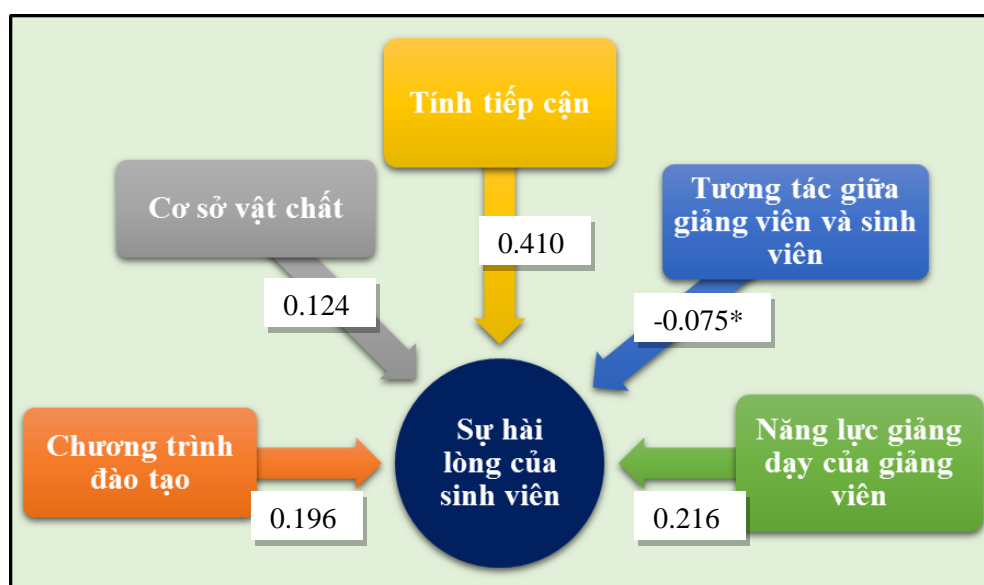 Tính tiếp cận
Cơ sở vật chất
Tương tác giữa
giảng viên và sinh
viên
0.410
0.124
-0.075*
Chương trình
đào tạo
Sự hài
lòng của
sinh viên
Năng lực giảng
dạy của giảng
viên
0.196
0.216